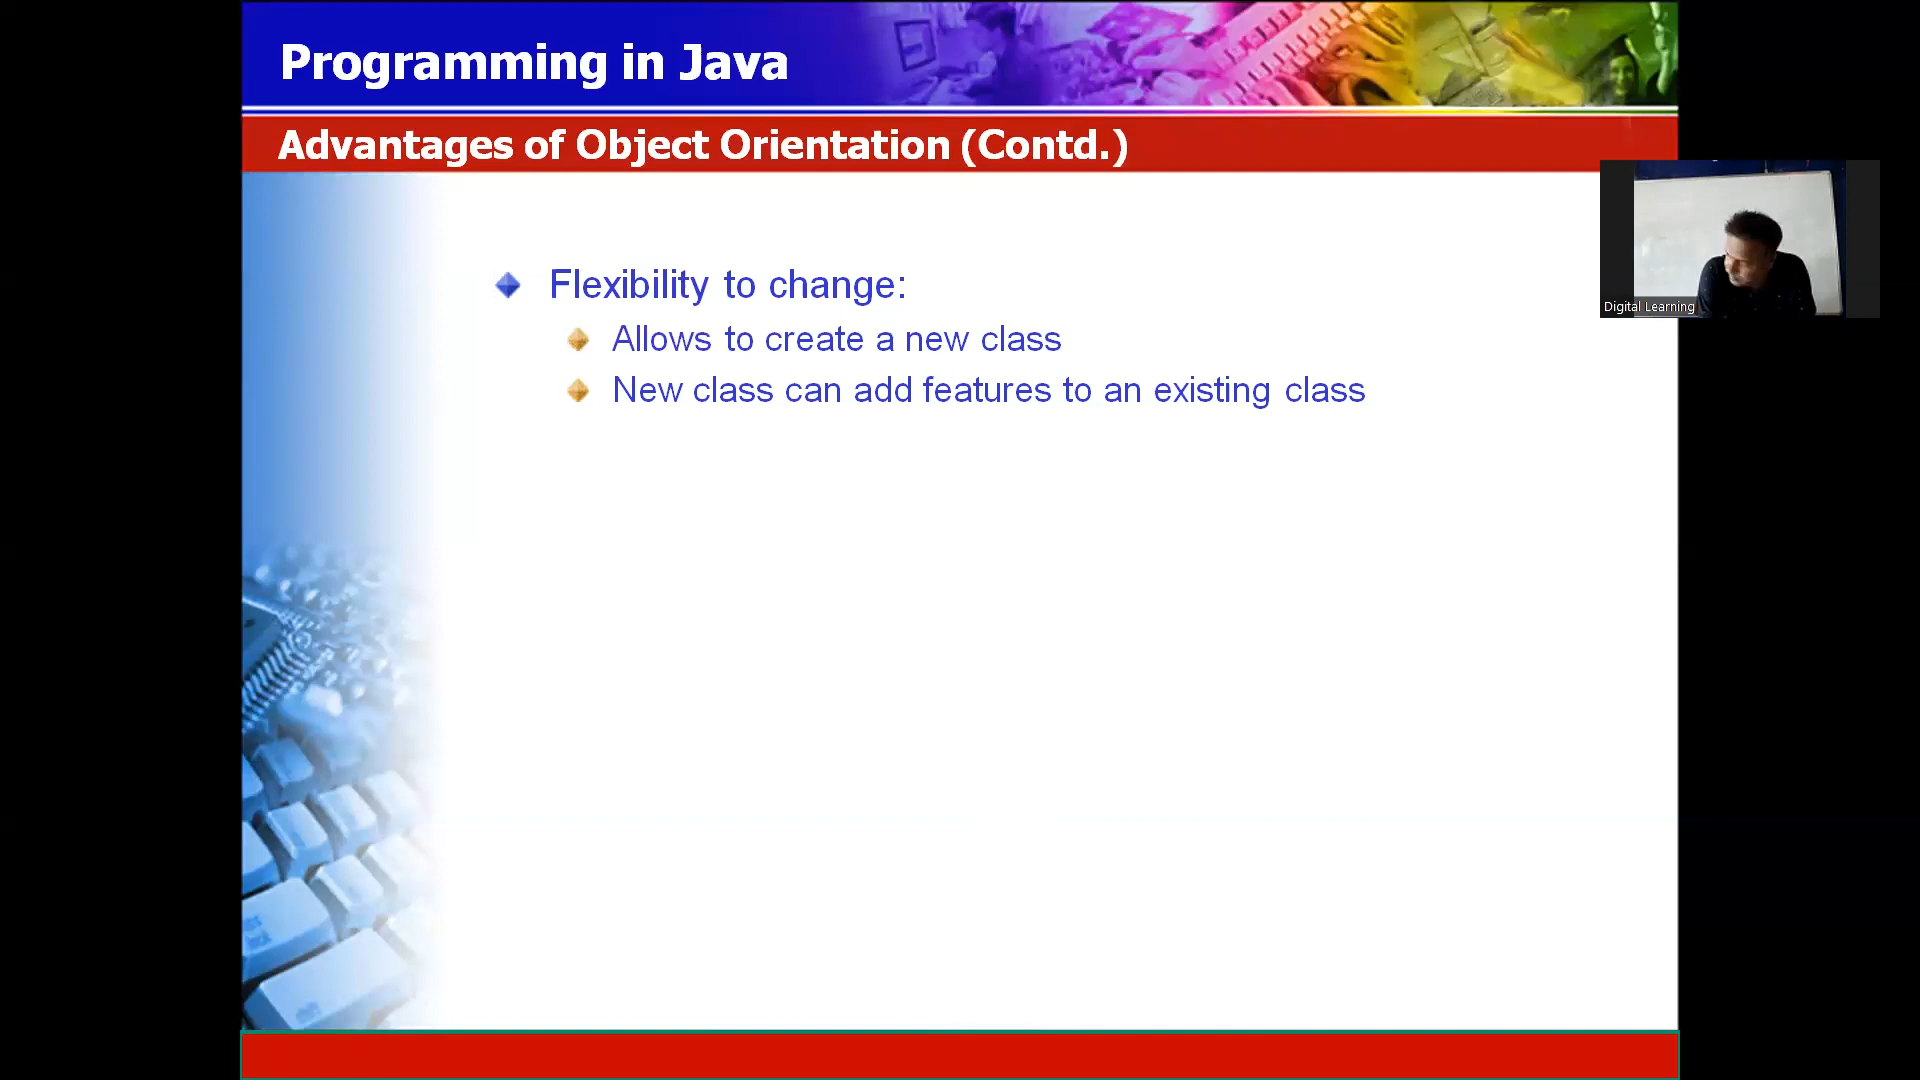 Programming in Java
Advantages of Object Orientation (Contd.)
Flexibility to change:
Allows to create a new class
New class can add features to an existing class
Digital Learning